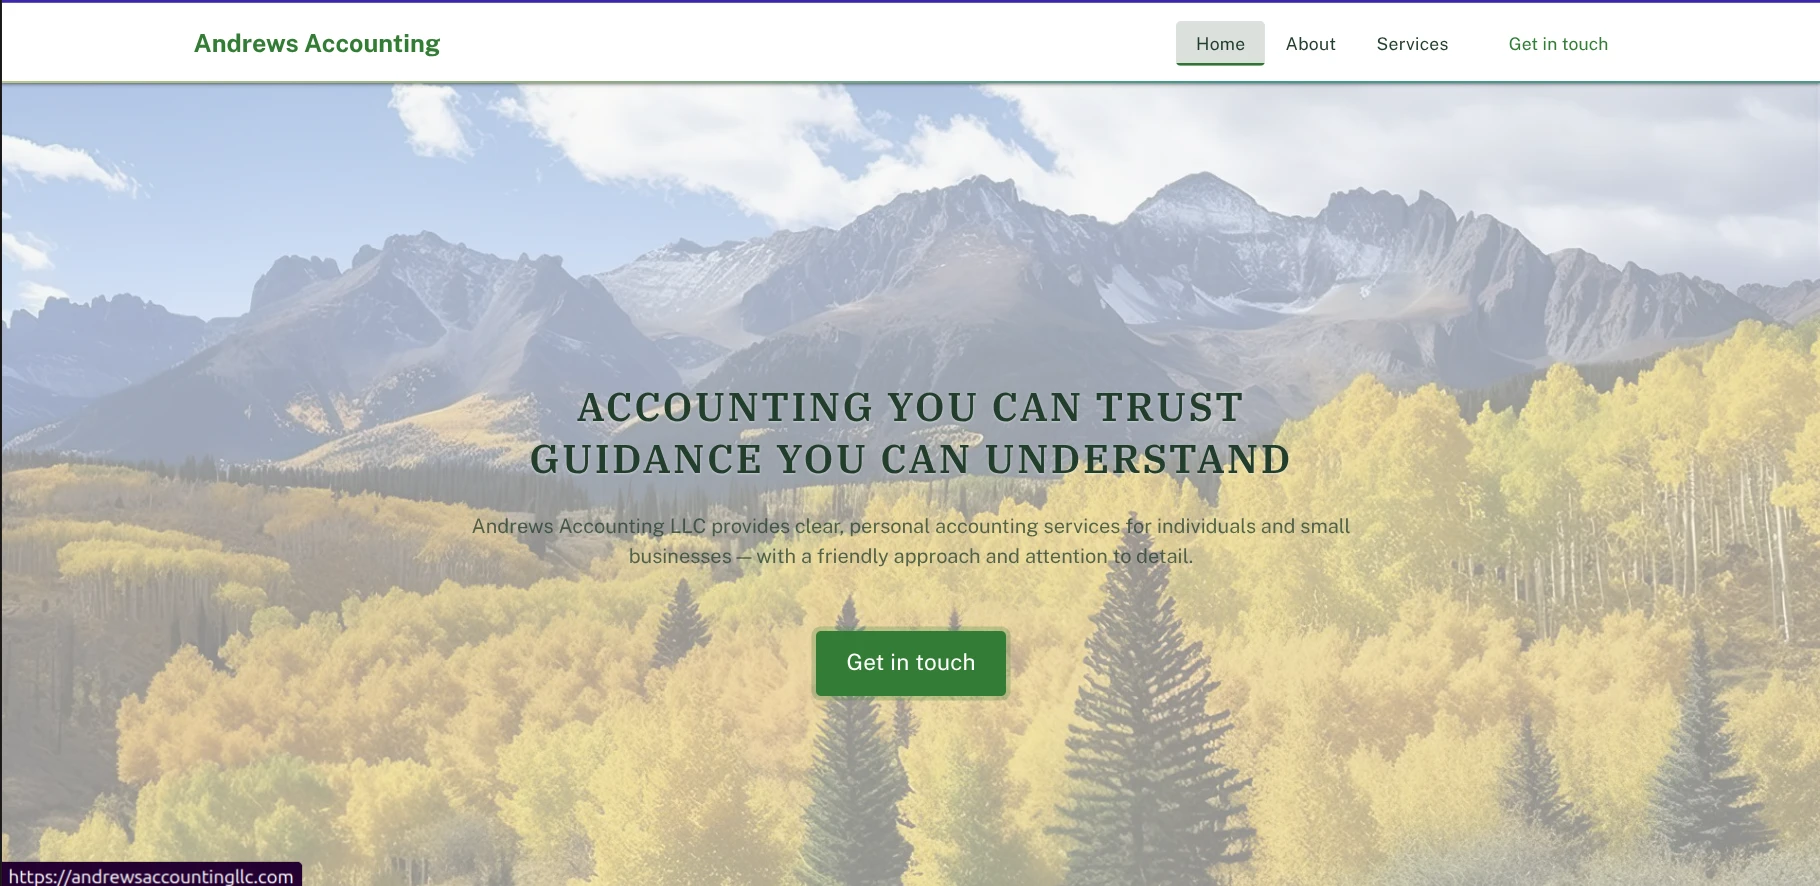 Andrews Accounting
Home
About
Services
Get in touch
ACCOUNTING YOU CAN TRUST
GUIDANCE YOU CAN UNDERSTAND
Andrews Accounting LLC provides clear, personal accounting services for individuals and small
businesses — with a friendly approach and attention to detail.
Get in touch
https://andrewsaccountingllc.com